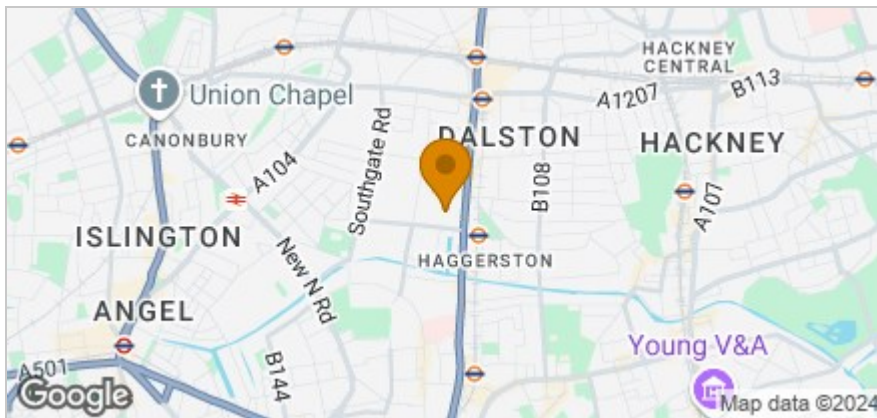 HACKNEY
CENTRAL
B113
A1207
Union Chapel
Southgate Rd
DALSTON
CANONBURY
HACKNEY
A104
B108
A107
ISLINGTON
New N Rd
HAGGERSTON
ANGEL
Young V&A
A501
B144
Google
Map data ©2024